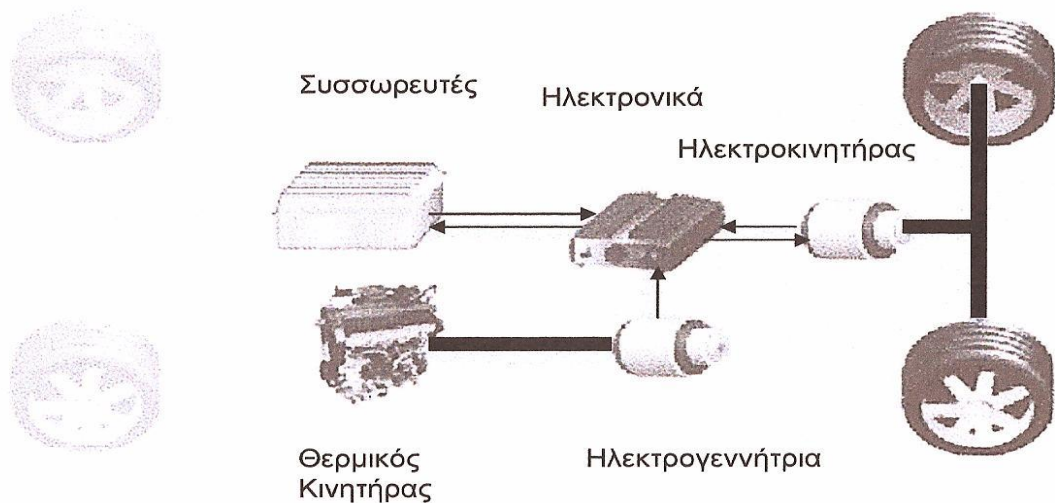 Συσσωρευτές
Ηλεκτρονικά
Ηλεκτροκινητήρας
Θερμικός
Κινητήρας
Ηλεκτρογεννήτρια